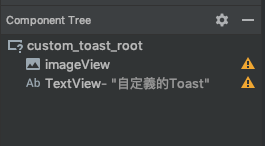 Component Tree
custom_toast_root
imageView
Ab TextView– "自定義的Toast"